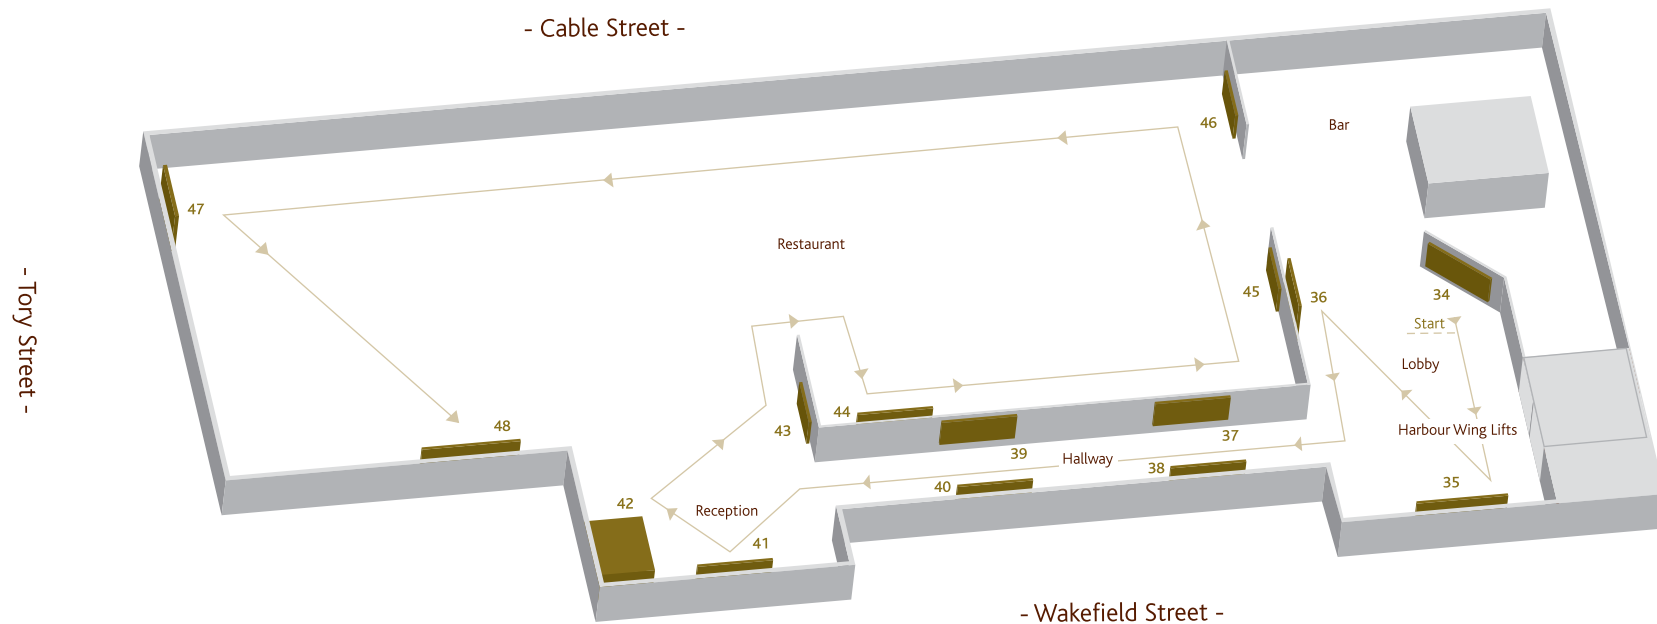 - Cable Street -
46
Bar
47
Restaurant
- Tory Street -
45
36
34
Start
Lobby
44
48
43
Harbour Wing Lifts
37
39
Hallway
38
40
35
42
Reception
41
- Wakefield Street -